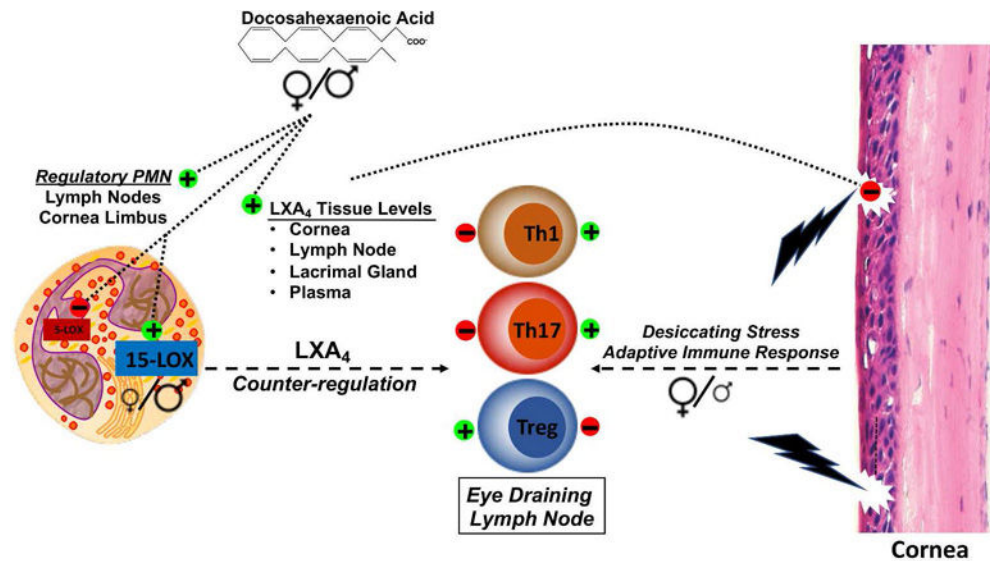 Docosahexaenoic Acid
COO-
♀/♂
Regulatory PMN
Lymph Nodes
Cornea Limbus
LXA₄ Tissue Levels
• Cornea
• Lymph Node
• Lacrimal Gland
• Plasma
5-LOX
15-LOX
♀/♂
LXA₄
Counter-regulation
Th1
Th17
Treg
Eye Draining
Lymph Node
Desiccating Stress
Adaptive Immune Response
♀/♂
Cornea